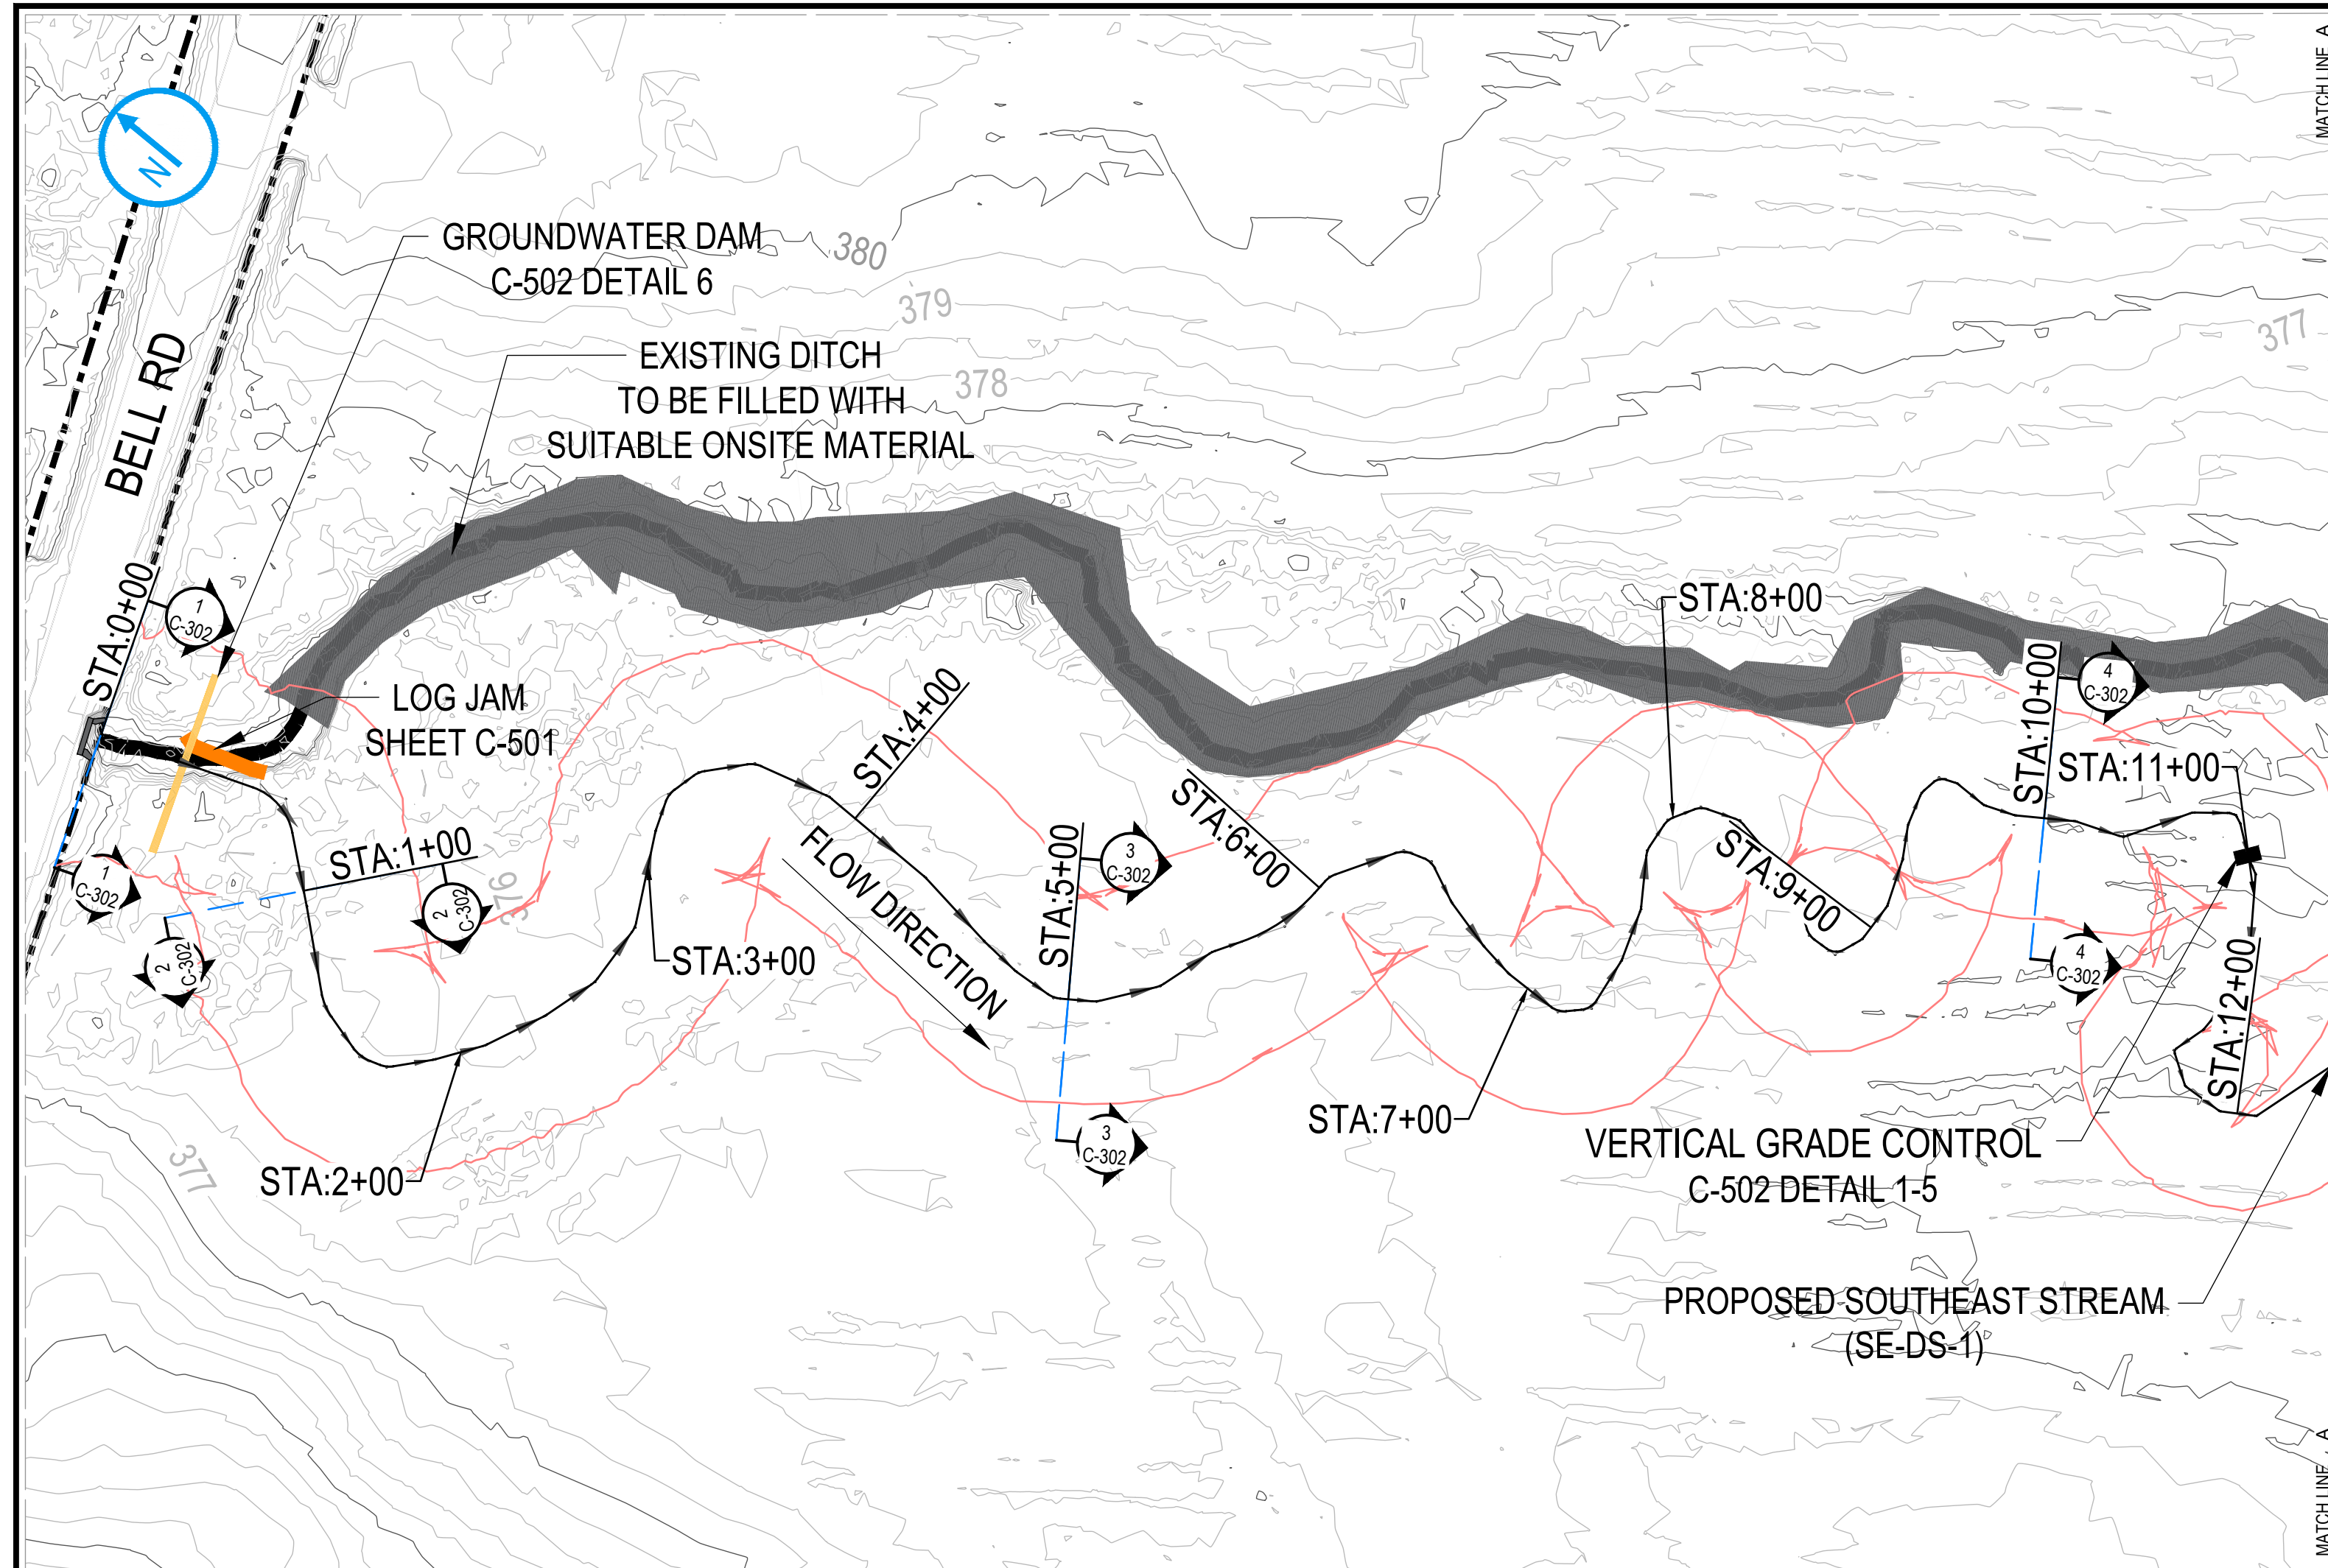 MATCH LINE A
N
GROUNDWATER DAM
C-502 DETAIL 6
380
379
377
EXISTING DITCH
TO BE FILLED WITH
SUITABLE ONSITE MATERIAL
378
BELL RD
STA:0+00
1
C-302
LOG JAM
SHEET C-501
STA:4+00
STA:8+00
STA:10+00
4
C-302
STA:11+00
STA:6+00
STA:1+00
1
C-302
2
C-302
376
FLOW DIRECTION
STA:5+00
3
C-302
STA:9+00
2
C-302
STA:3+00
4
C-302
STA:12+00
STA:7+00
3
C-302
VERTICAL GRADE CONTROL
C-502 DETAIL 1-5
377
STA:2+00
PROPOSED SOUTHEAST STREAM
(SE-DS-1)
MATCH LINE A